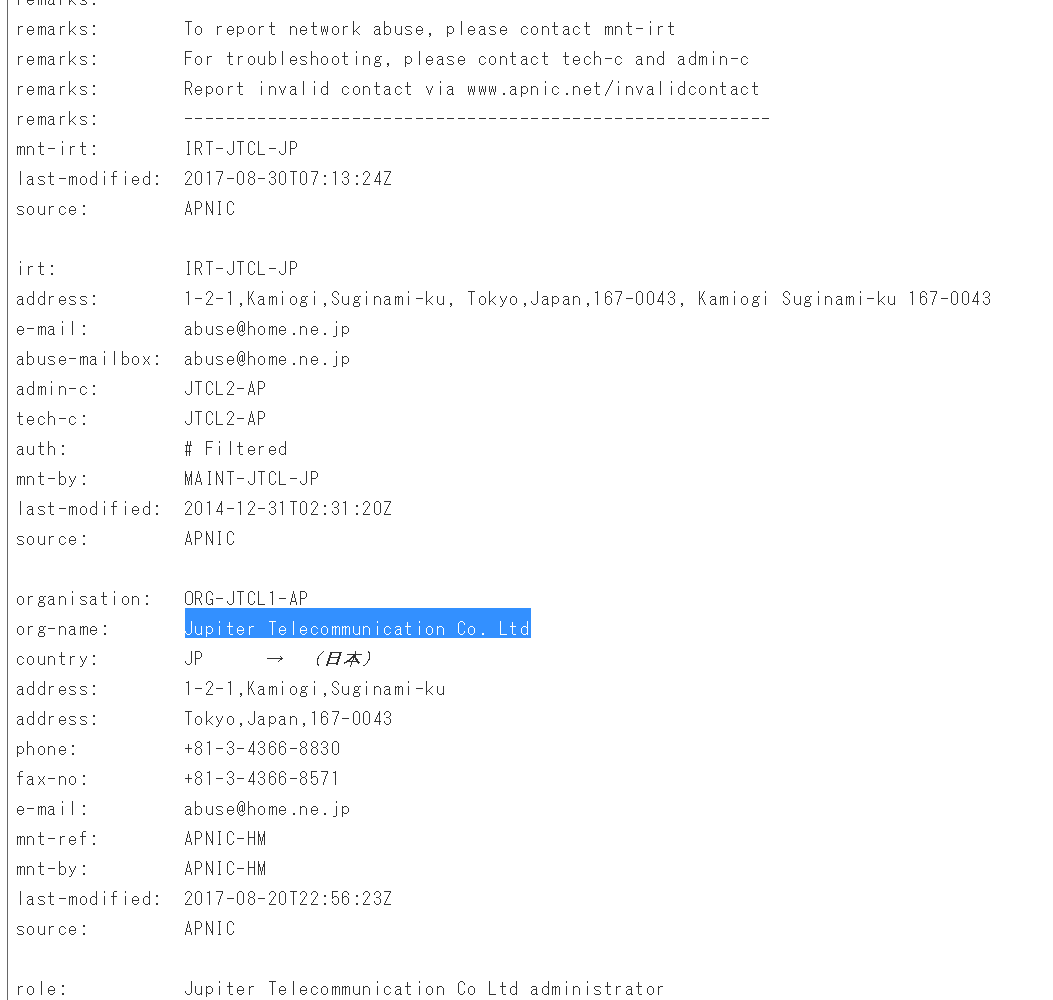 remarks:
remarks: To report network abuse, please contact mnt-irt
remarks: For troubleshooting, please contact tech-c and admin-c
remarks: Report invalid contact via www.apnic.net/invalidcontact
remarks: --------------------------------------------------------
mnt-irt: IRT-JTCL-JP
last-modified: 2017-08-30T07:13:24Z
source: APNIC
irt: IRT-JTCL-JP
address: 1-2-1,Kamiogi,Suginami-ku, Tokyo,Japan,167-0043, Kamiogi Suginami-ku 167-0043
e-mail: abuse@home.ne.jp
abuse-mailbox: abuse@home.ne.jp
admin-c: JTCL2-AP
tech-c: JTCL2-AP
auth: # Filtered
mnt-by: MAINT-JTCL-JP
last-modified: 2014-12-31T02:31:20Z
source: APNIC
organisation: ORG-JTCL1-AP
org-name: Jupiter Telecommunication Co. Ltd
country: JP → （日本）
address: 1-2-1,Kamiogi,Suginami-ku
address: Tokyo,Japan,167-0043
phone: +81-3-4366-8830
fax-no: +81-3-4366-8571
e-mail: abuse@home.ne.jp
mnt-ref: APNIC-HM
mnt-by: APNIC-HM
last-modified: 2017-08-20T22:56:23Z
source: APNIC
role: Jupiter Telecommunication Co Ltd administrator